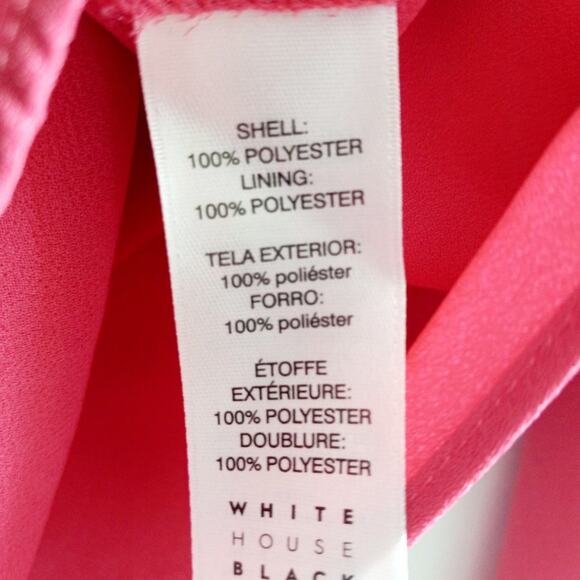 SHELL:
100% POLYESTER
LINING:
100% POLYESTER
TELA EXTERIOR:
100% poliéster
FORRO:
100% poliéster
ÉTOFFE
EXTÉRIEURE:
100% POLYESTER
DOUBLURE:
100% POLYESTER
WHITE
HOUSE
BLACK